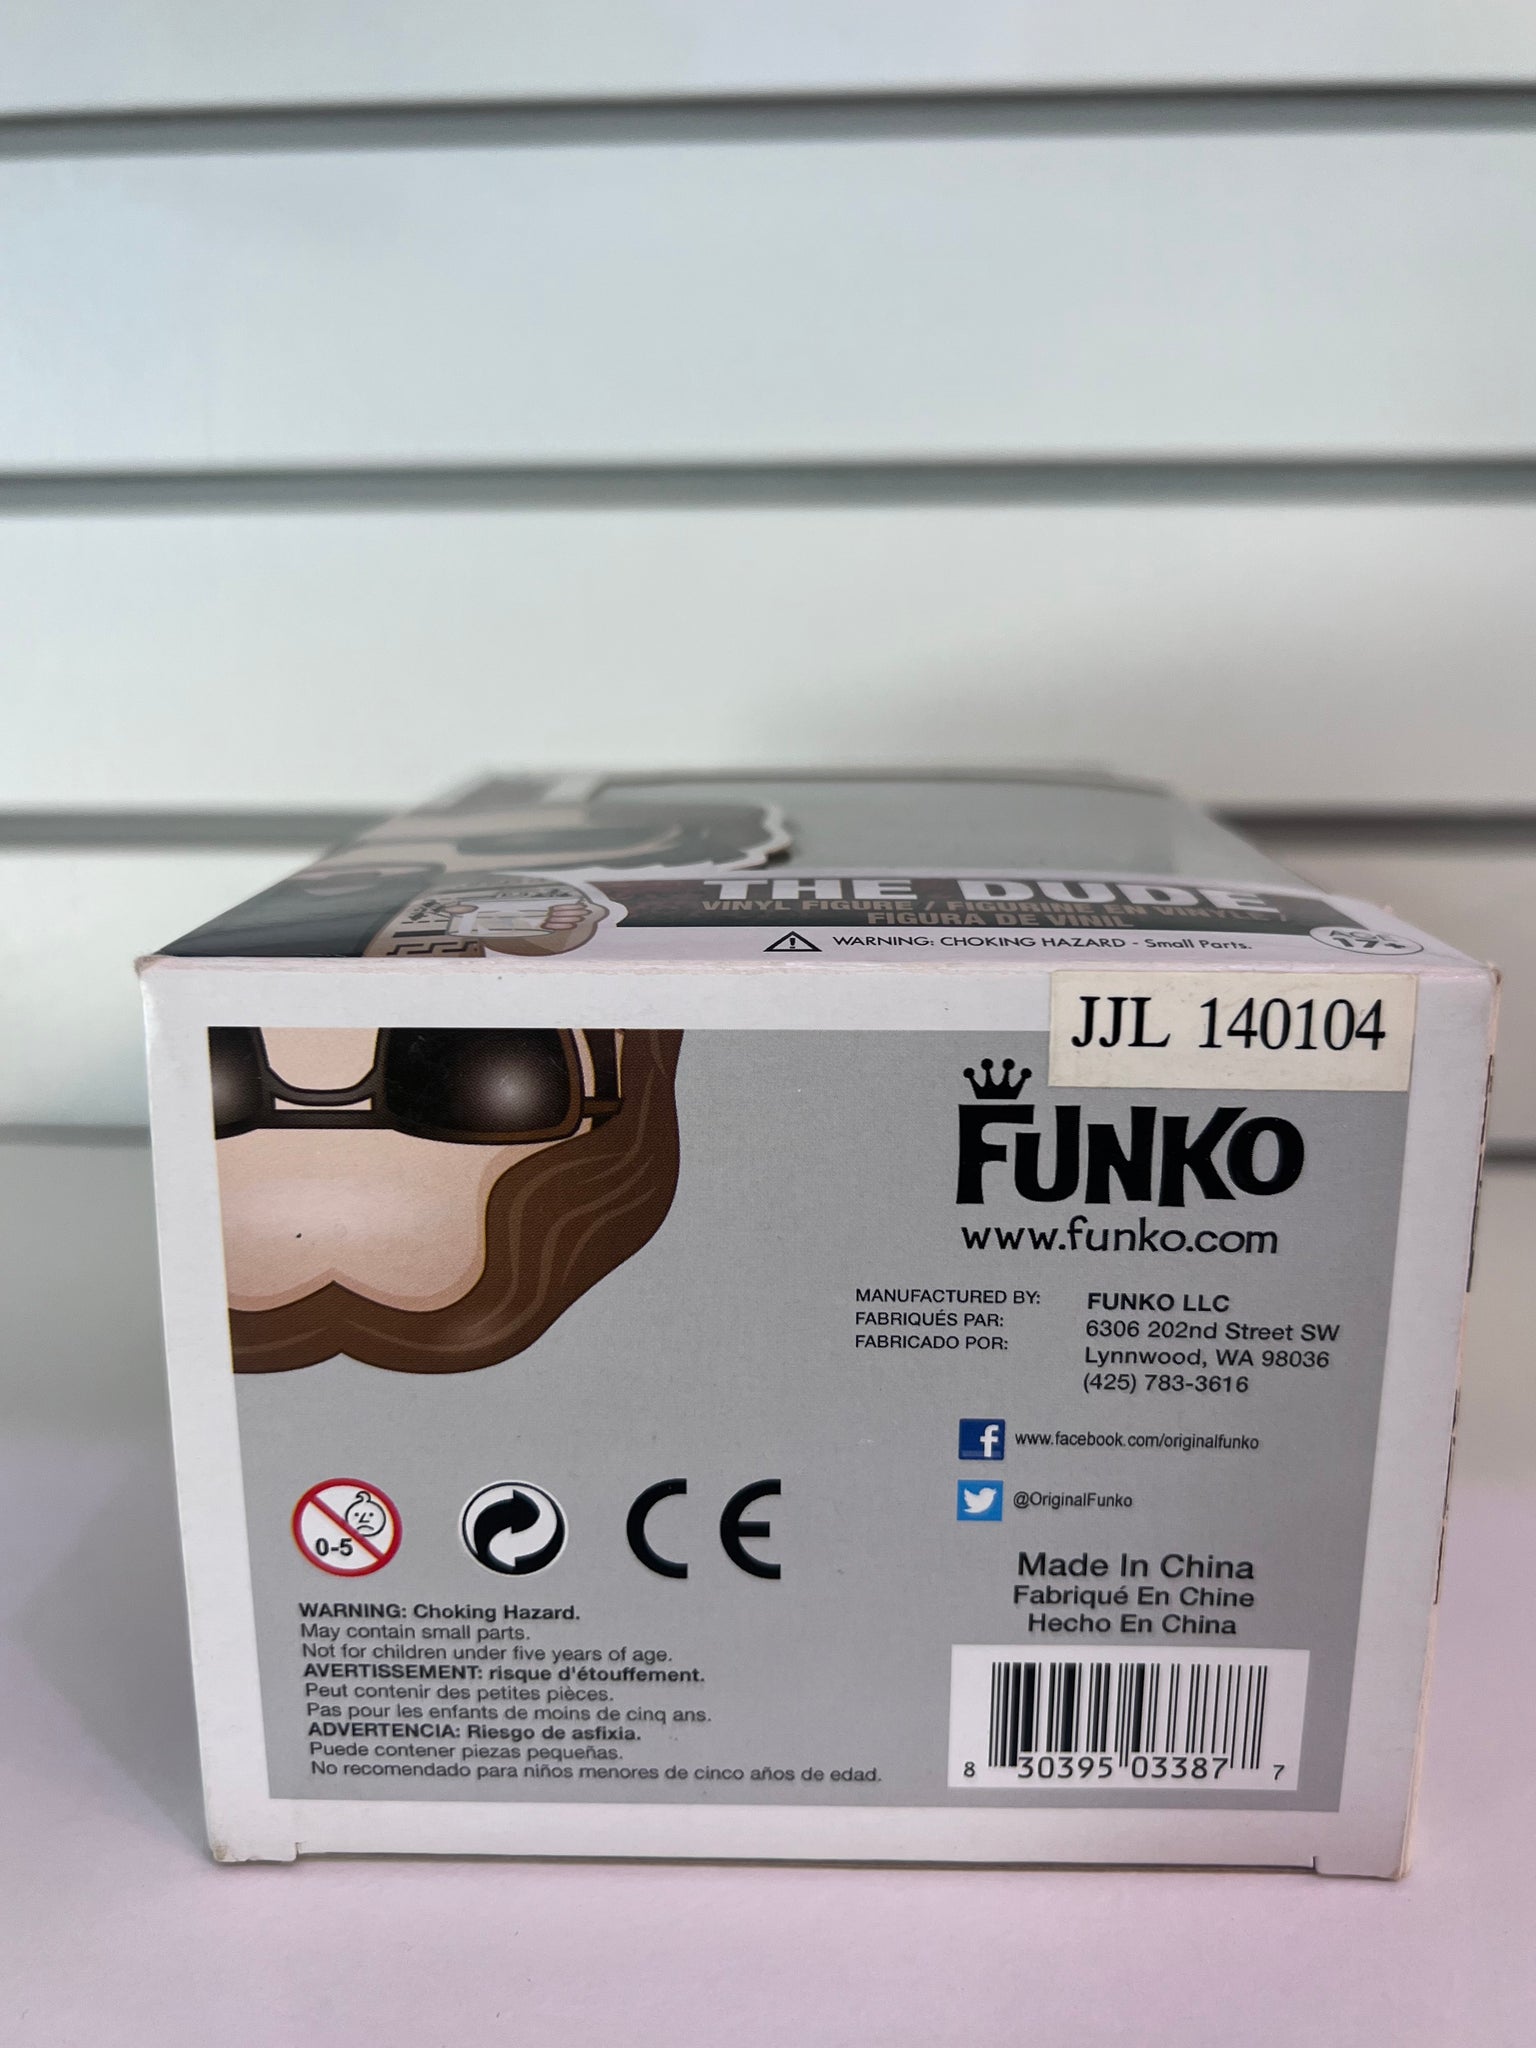 THE DUDE
VINYL FIGURE / FIGURINE EN VINYLE /
FIGURA DE VINIL
WARNING: CHOKING HAZARD - Small Parts.
AGE
17+
JJL 140104
FUNKO
www.funko.com
MANUFACTURED BY:
FABRIQUÉS PAR:
FABRICADO POR:
FUNKO LLC
6306 202nd Street SW
Lynnwood, WA 98036
(425) 783-3616
www.facebook.com/originalfunko
@OriginalFunko
Made In China
Fabriqué En Chine
Hecho En China
0-5
CE
WARNING: Choking Hazard.
May contain small parts.
Not for children under five years of age.
AVERTISSEMENT: risque d'étouffement.
Peut contenir des petites pièces.
Pas pour les enfants de moins de cinq ans.
ADVERTENCIA: Riesgo de asfixia.
Puede contener piezas pequeñas.
No recomendado para niños menores de cinco años de edad.
8 30395 03387 7